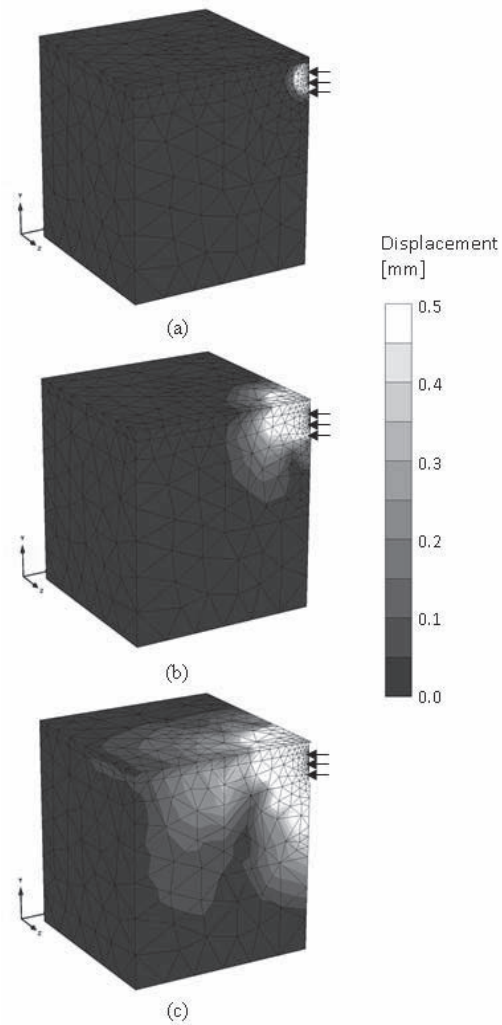 Y
Z
(a)
Displacement
[mm]
0.5
0.4
0.3
0.2
0.1
0.0
Y
Z
(b)
Y
Z
(c)